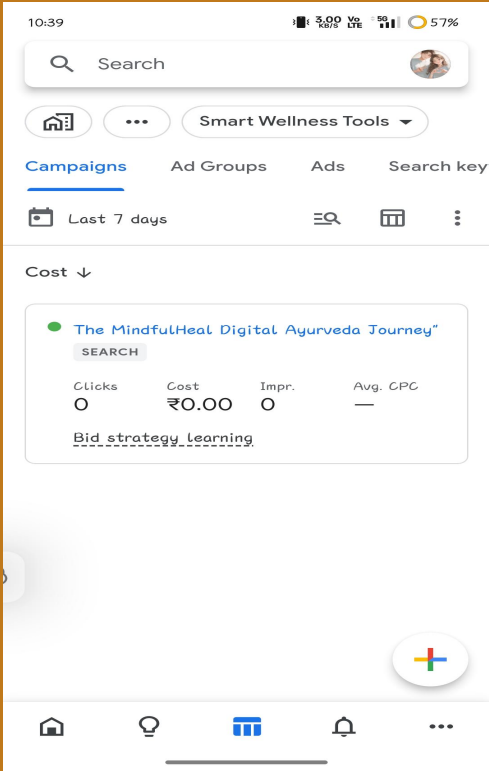 10:39 3.00 KB/S Vo LTE 5G 57%
Search
••• Smart Wellness Tools
Campaigns Ad Groups Ads Search key
Last 7 days
Cost ↓
The MindfulHeal Digital Ayurveda Journey"
SEARCH
Clicks Cost Impr. Avg. CPC
0 ₹0.00 0 —
Bid strategy learning